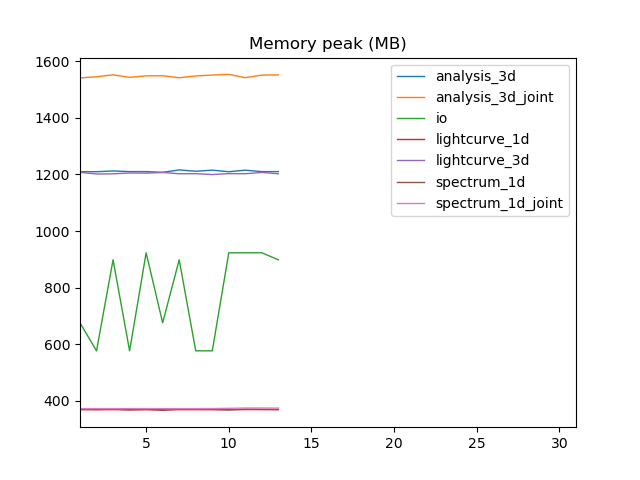 Memory peak (MB)
1600
1400
1200
1000
800
600
400
5
10
15
20
25
30
analysis_3d
analysis_3d_joint
io
lightcurve_1d
lightcurve_3d
spectrum_1d
spectrum_1d_joint